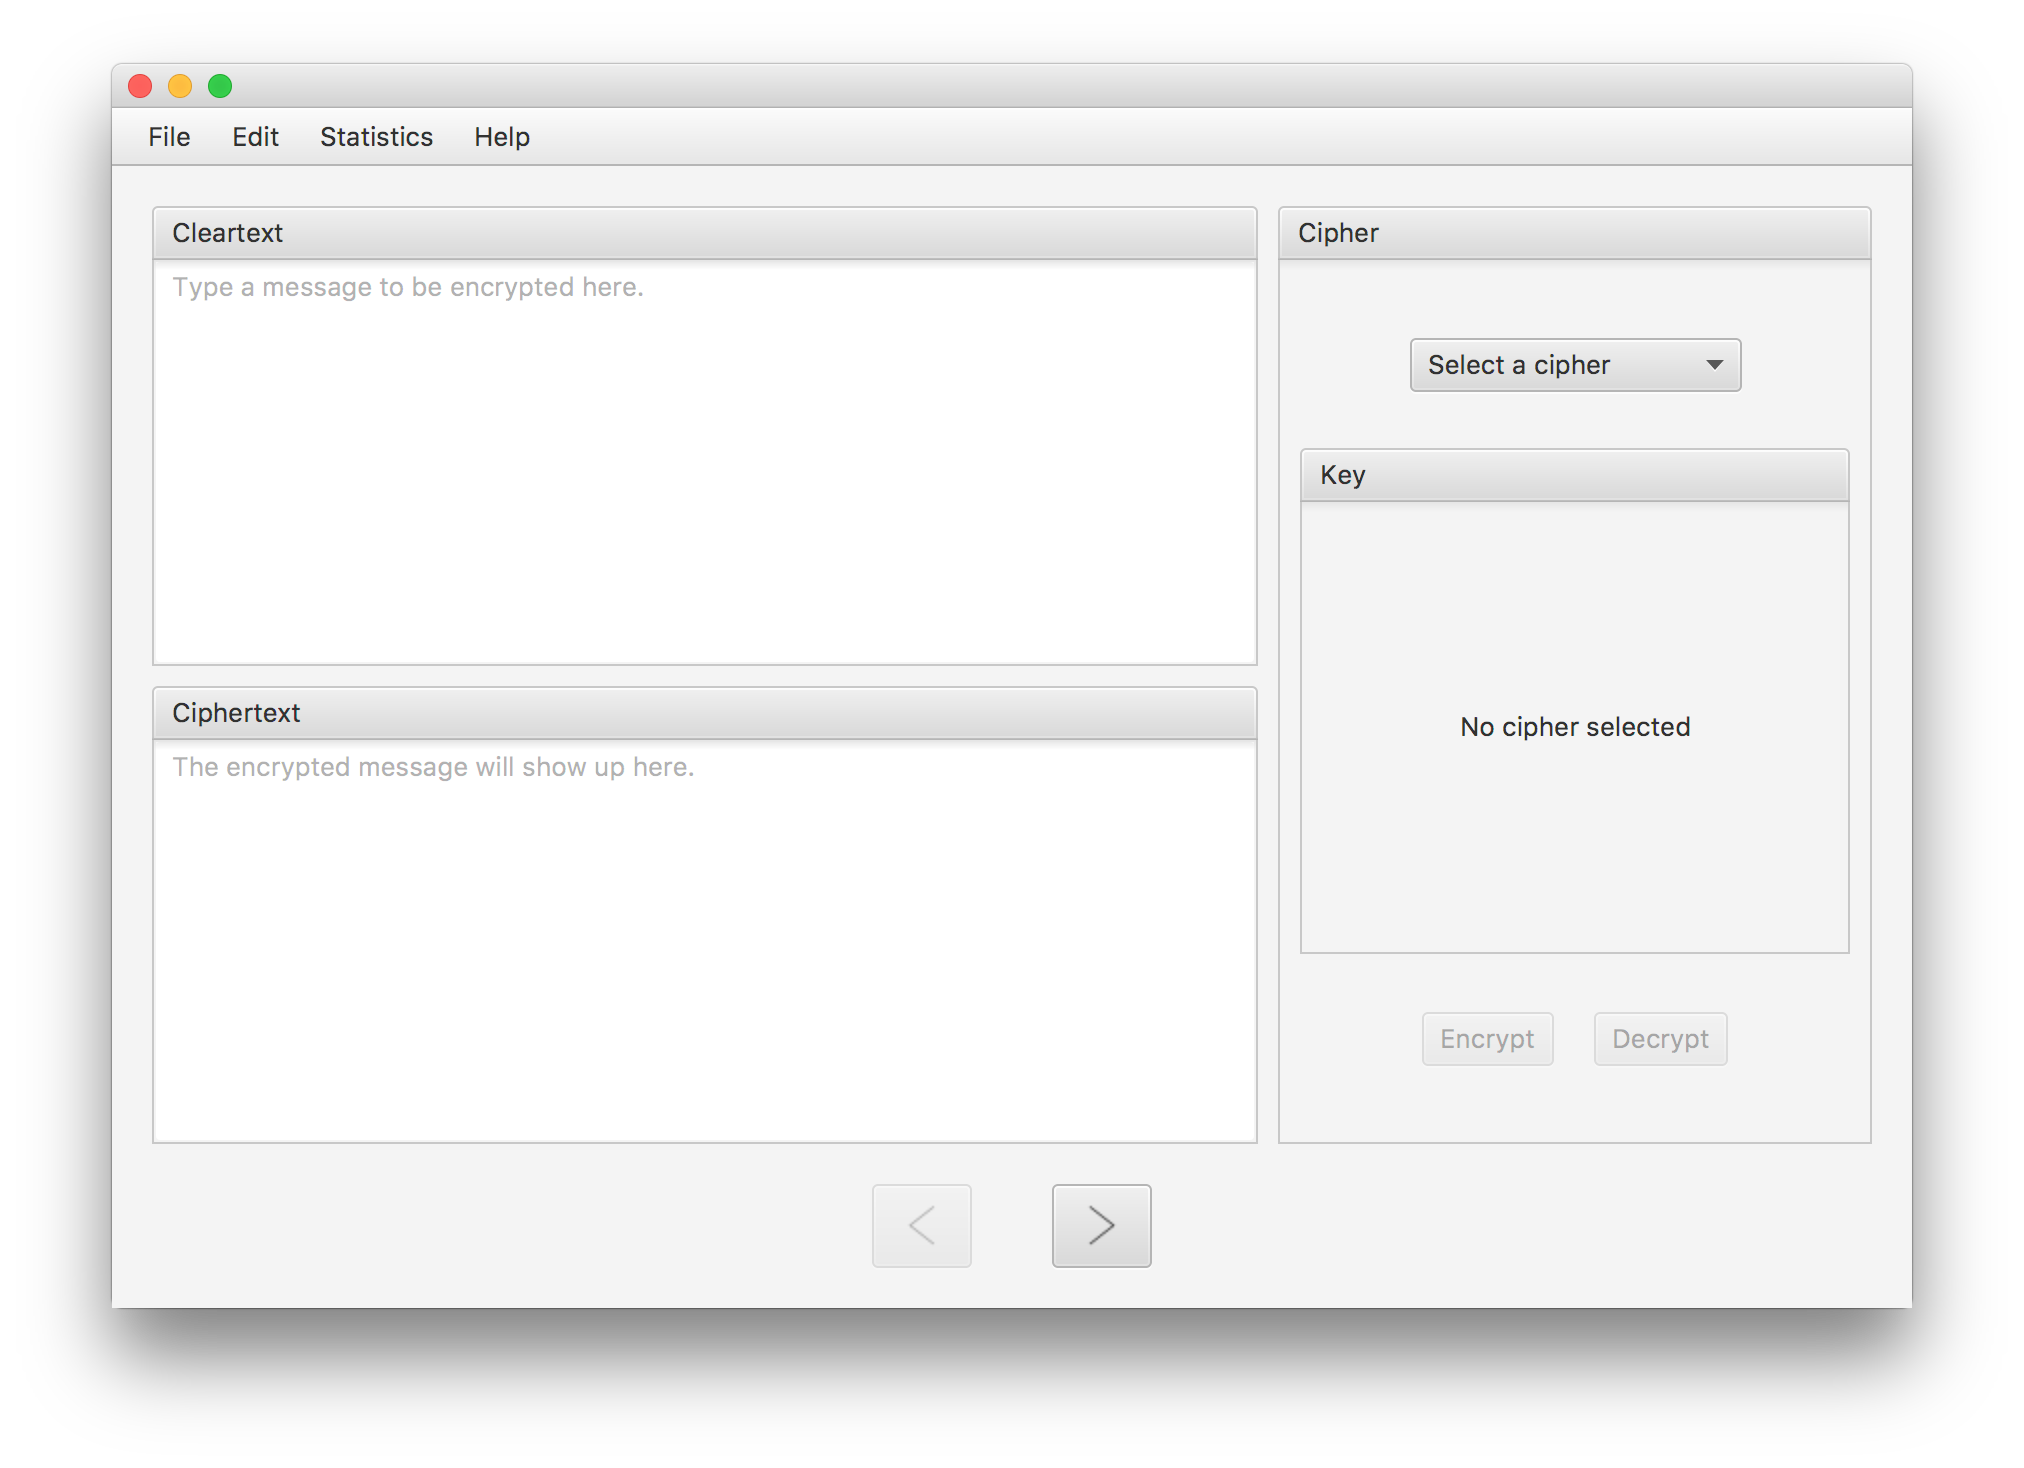 File Edit Statistics Help
Cleartext
Type a message to be encrypted here.
Ciphertext
The encrypted message will show up here.
Cipher
Select a cipher
Key
No cipher selected
Encrypt Decrypt
< >